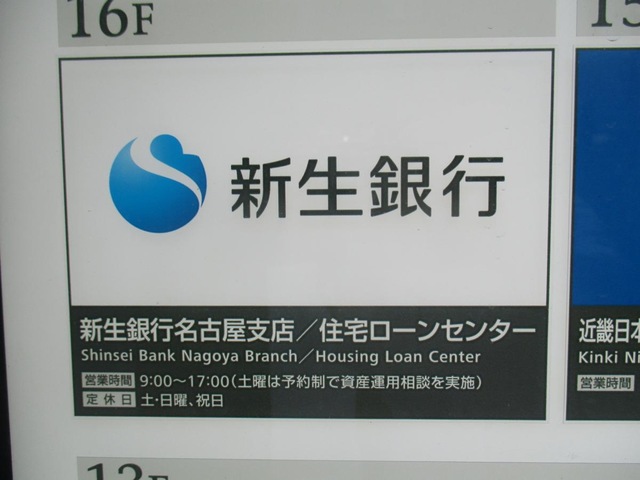 16F
15
新生銀行
新生銀行名古屋支店／住宅ローンセンター
Shinsei Bank Nagoya Branch／Housing Loan Center
営業時間 9:00～17:00（土曜は予約制で資産運用相談を実施）
定休日 土・日曜、祝日
近畿日本
Kinki Ni
営業時間